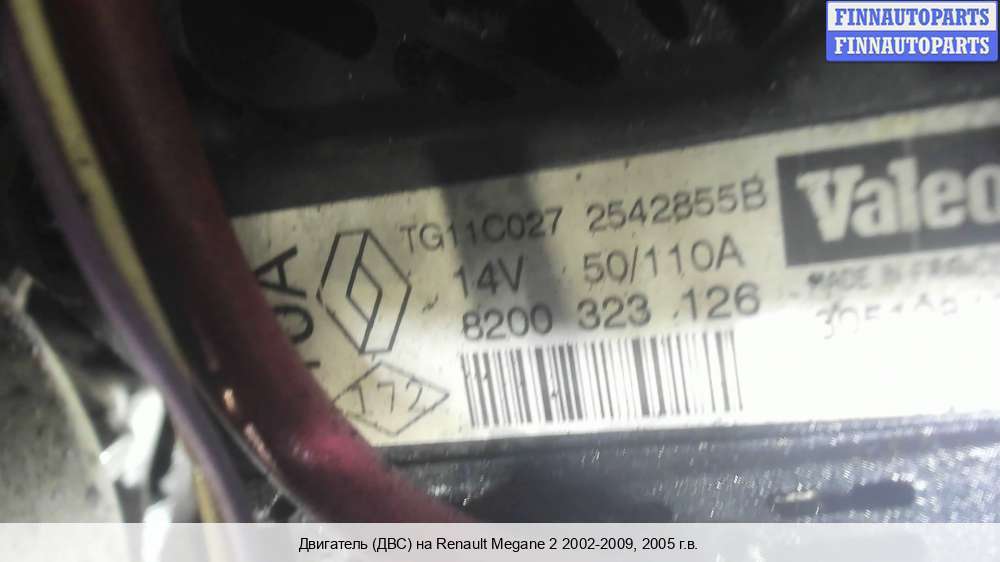 FINNAUTOPARTS
FINNAUTOPARTS
Valeo
TG11C027 2542855B
14V 50/110A
8200 323 126
MADE IN FRANCE
172
Двигатель (ДВС) на Renault Megane 2 2002-2009, 2005 г.в.